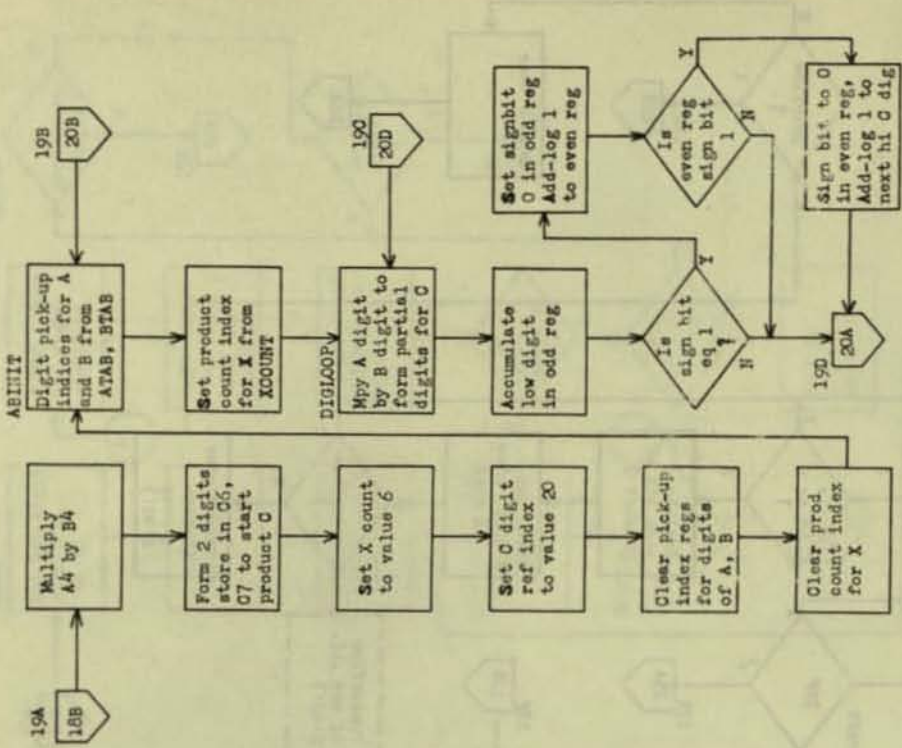 19A
18B
Multiply
A4 by B4
Form 2 digits
store in C6,
C7 to start
product C
Set X count
to value 6
Set C digit
ref index
to value 20
Clear pick-up
index regs
for digits
of A, B
Clear prod
count index
for X
ABINIT
Digit pick-up
indices for A
and B from
ATAB, BTAB
19B
20B
Set product
count index
for X from
XCOUNT
DIGLOOP
Mpy A digit
by B digit to
form partial
digits for C
19C
20D
Accumulate
low digit
in odd reg
Is
sign bit
eq 1
?
Y
N
Set signbit
0 in odd reg
Add-log 1
to even reg
Is
even reg
sign bit
1
Y
N
Sign bit to 0
in even reg,
Add-log 1 to
next hi C dig
19D
20A